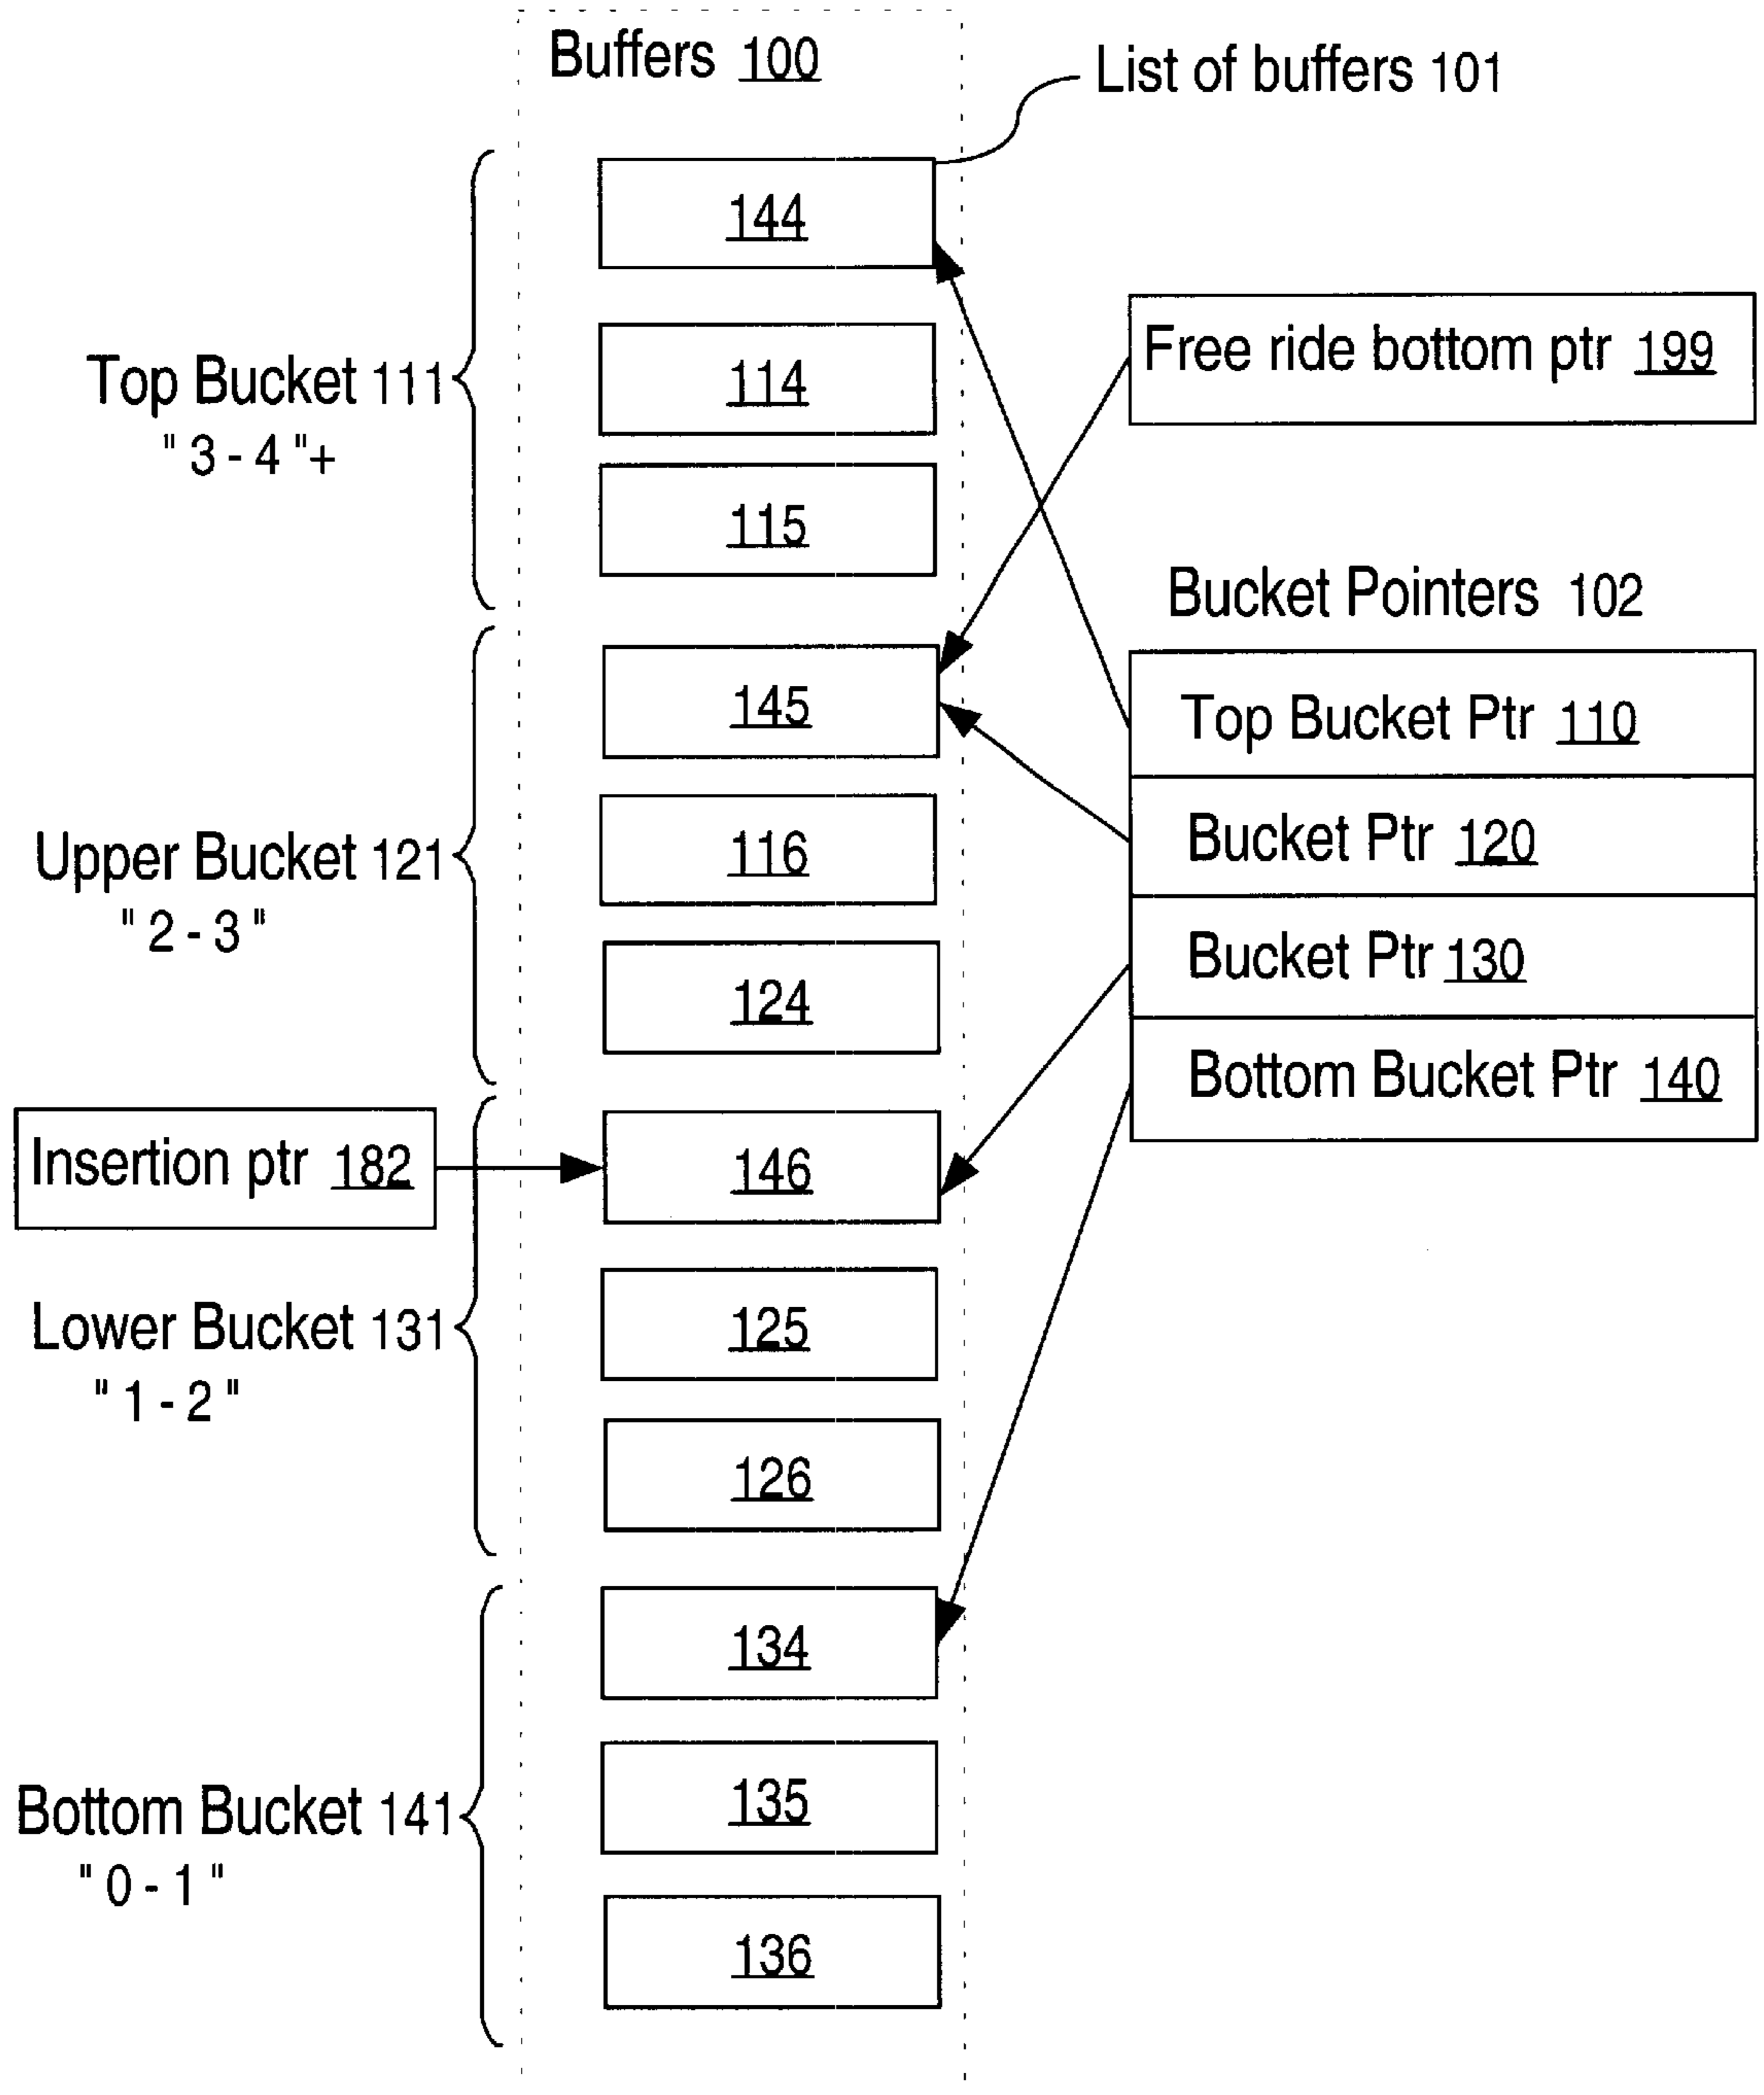 Buffers 100
List of buffers 101
144
114
115
Top Bucket 111
"3-4"+
Free ride bottom ptr 199
Bucket Pointers 102
Top Bucket Ptr 110
Bucket Ptr 120
Bucket Ptr 130
Bottom Bucket Ptr 140
145
116
124
Upper Bucket 121
"2-3"
Insertion ptr 182
146
125
126
Lower Bucket 131
"1-2"
134
135
136
Bottom Bucket 141
"0-1"